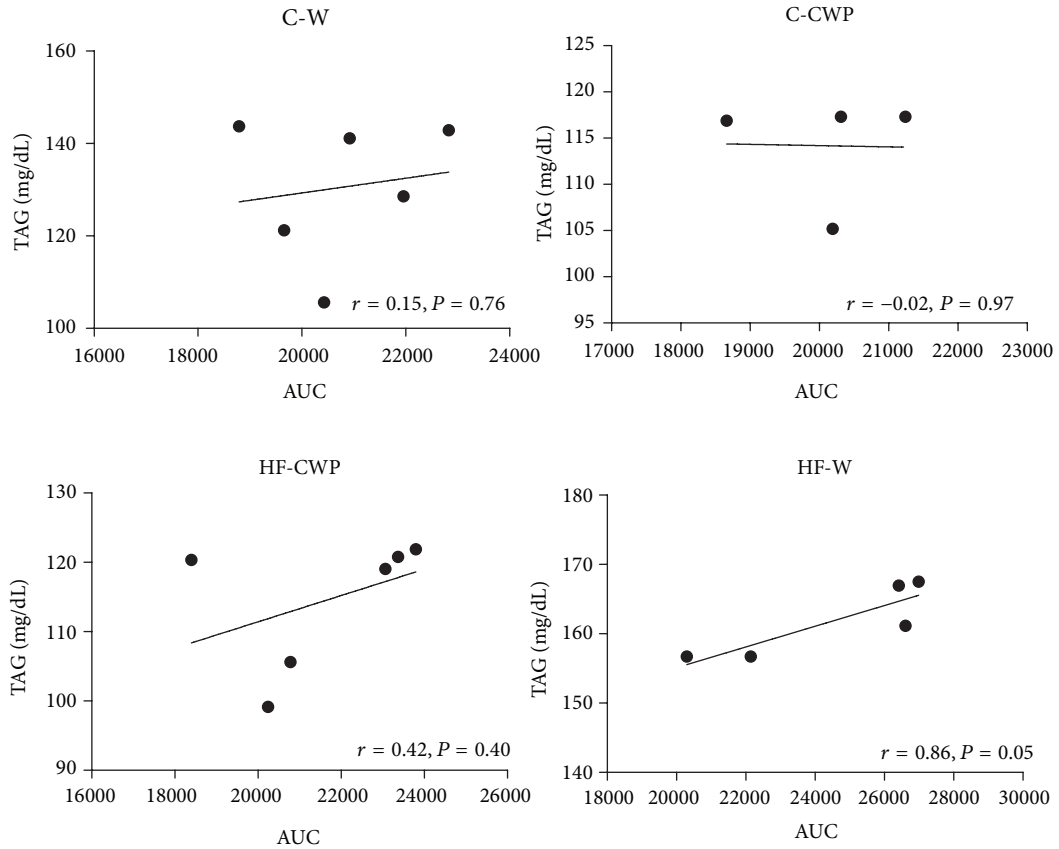 C-W
160
140
120
100
TAG (mg/dL)
16000 18000 20000 22000 24000
AUC
r = 0.15, P = 0.76
C-CWP
125
120
115
110
105
100
95
TAG (mg/dL)
17000 18000 19000 20000 21000 22000 23000
AUC
r = −0.02, P = 0.97
HF-CWP
130
120
110
100
90
TAG (mg/dL)
16000 18000 20000 22000 24000 26000
AUC
r = 0.42, P = 0.40
HF-W
180
170
160
150
140
TAG (mg/dL)
18000 20000 22000 24000 26000 28000 30000
AUC
r = 0.86, P = 0.05